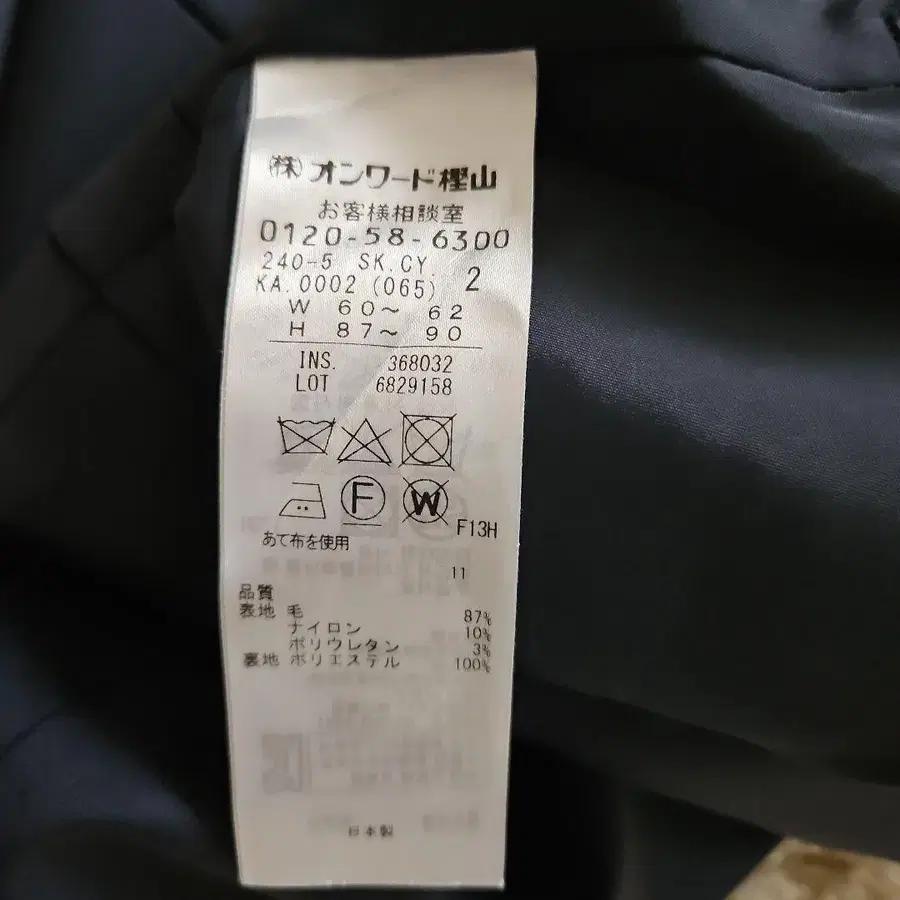 ㈱オンワード樫山
お客様相談室
0120-58-6300
240-5 SK.CY.
KA.0002 (065) 2
W 60〜 62
H 87〜 90
INS. 368032
LOT 6829158
F W F13H
あて布を使用
11
品質
表地 毛 87%
ナイロン 10%
ポリウレタン 3%
裏地 ポリエステル 100%
日本製